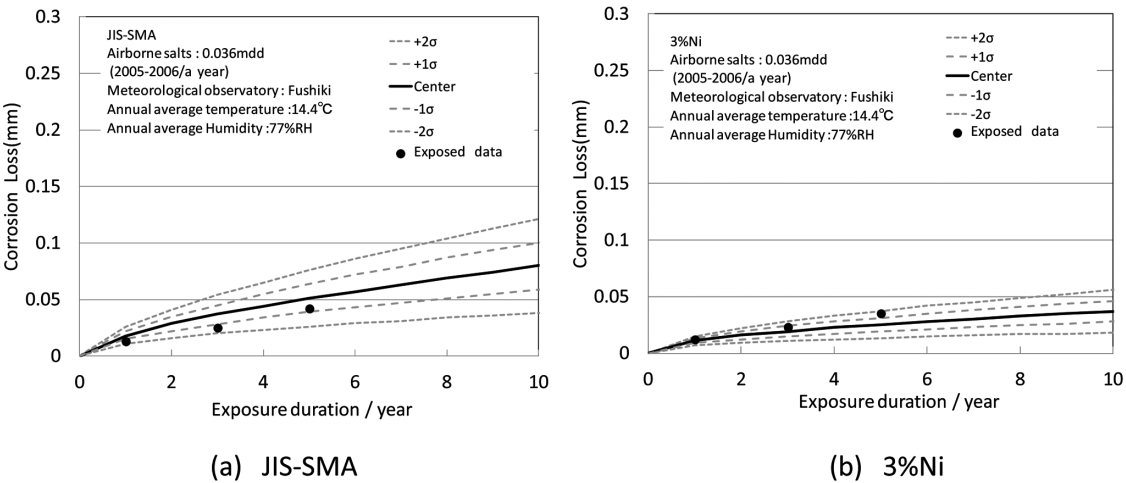 0.3
0.25
0.2
0.15
0.1
0.05
0
Corrosion Loss(mm)
JIS-SMA
Airborne salts : 0.036mdd
(2005-2006/a year)
Meteorological observatory : Fushiki
Annual average temperature :14.4℃
Annual average Humidity :77%RH
+2σ
+1σ
Center
-1σ
-2σ
Exposed data
0 2 4 6 8 10
Exposure duration / year
(a) JIS-SMA
0.3
0.25
0.2
0.15
0.1
0.05
0
Corrosion Loss(mm)
3%Ni
Airborne salts : 0.036mdd
(2005-2006/a year)
Meteorological observatory : Fushiki
Annual average temperature :14.4℃
Annual average Humidity :77%RH
+2σ
+1σ
Center
-1σ
-2σ
Exposed data
0 2 4 6 8 10
Exposure duration / year
(b) 3%Ni